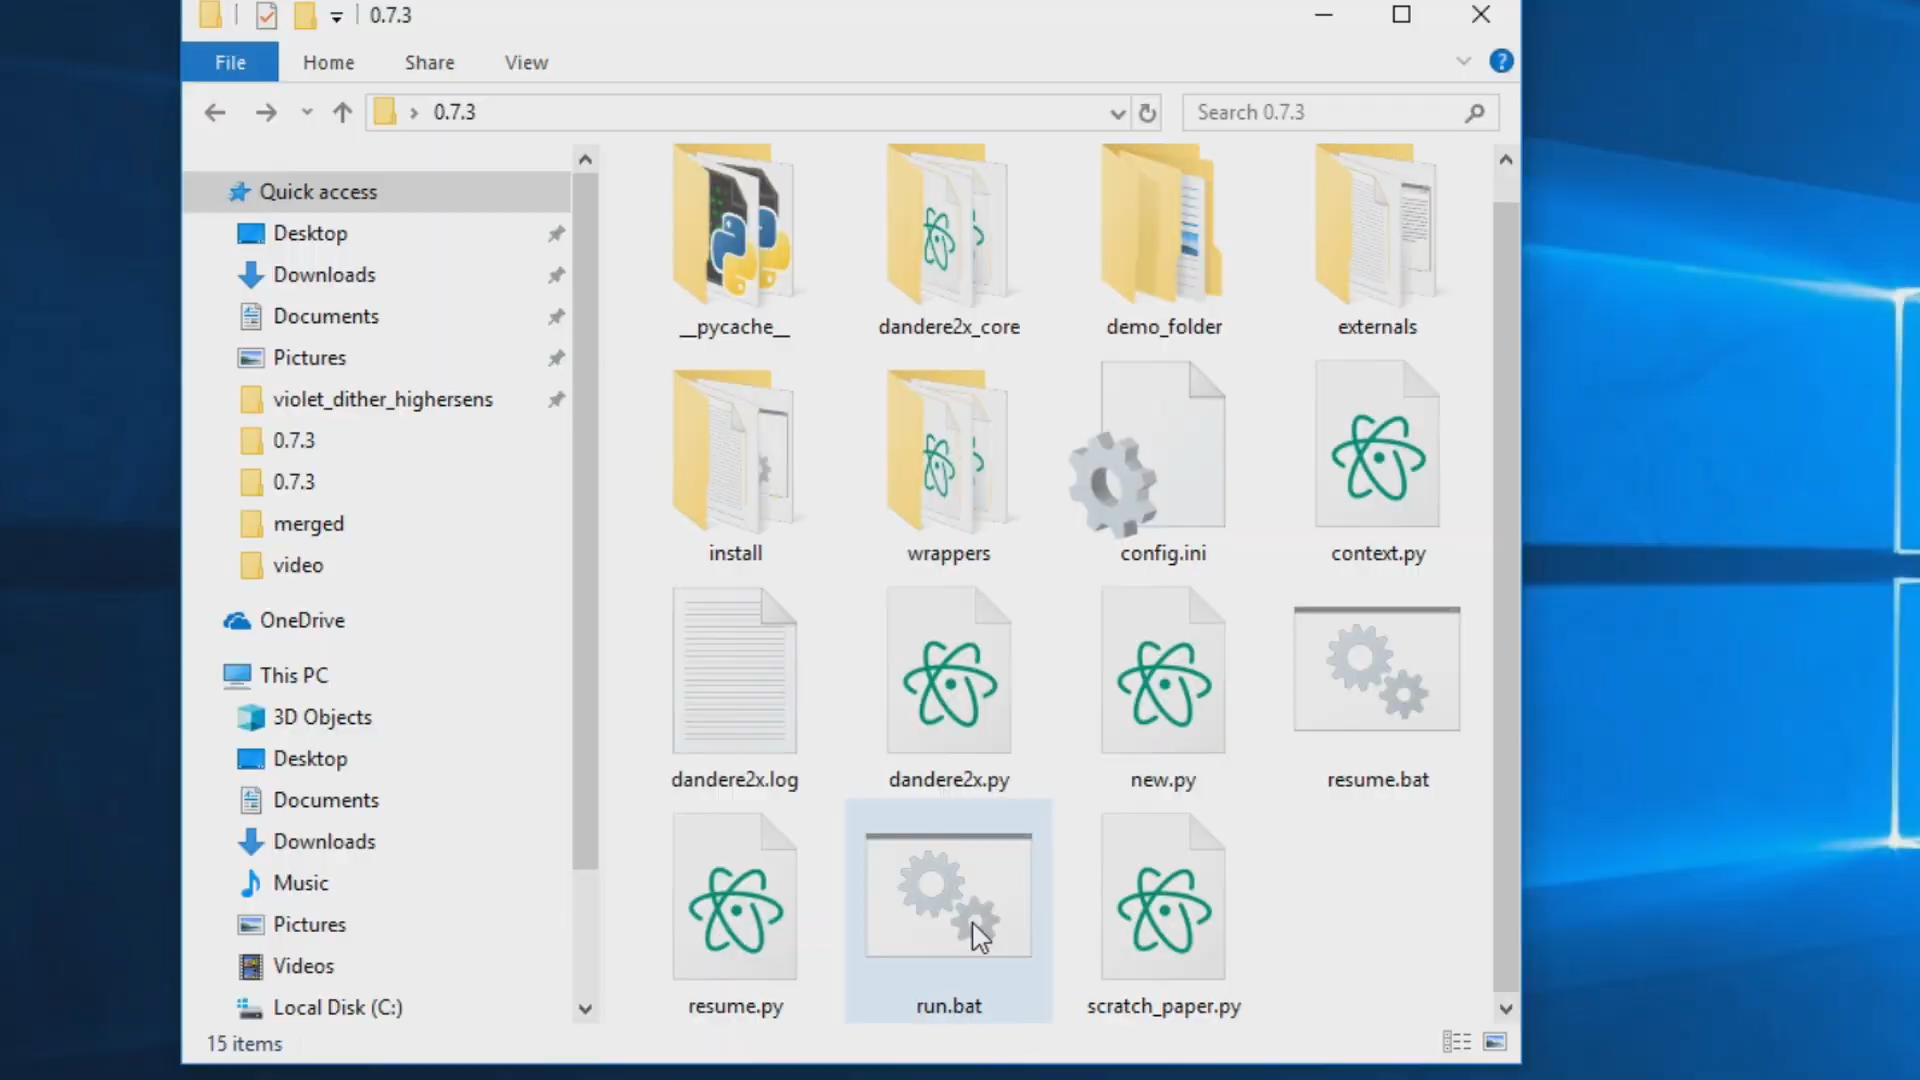 0.7.3
File Home Share View
0.7.3
Search 0.7.3
Quick access
Desktop
Downloads
Documents
Pictures
violet_dither_highersens
0.7.3
0.7.3
merged
video
OneDrive
This PC
3D Objects
Desktop
Documents
Downloads
Music
Pictures
Videos
Local Disk (C:)
__pycache__ dandere2x_core demo_folder externals
install wrappers config.ini context.py
dandere2x.log dandere2x.py new.py resume.bat
resume.py run.bat scratch_paper.py
15 items